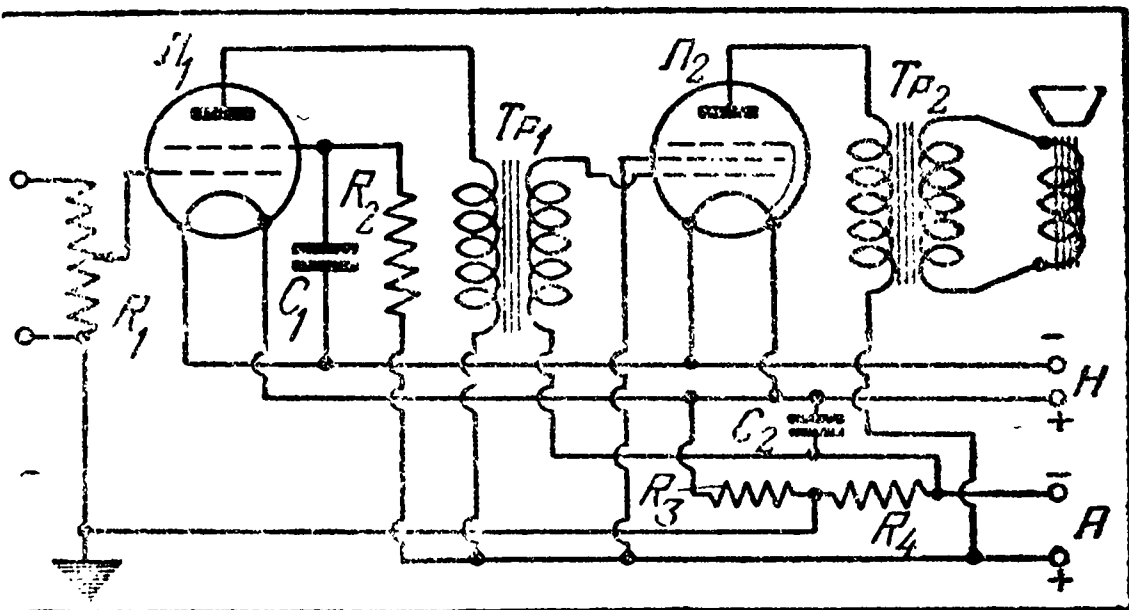 Л₁
Л₂
Тр₁
Тр₂
R₁
R₂
C₁
C₂
R₃
R₄
−
Н
+
−
А
+